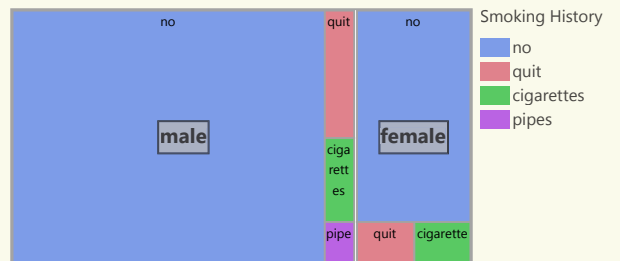 no
quit
no
Smoking History
no
quit
cigarettes
pipes
male
female
ciga
rett
es
pipe
quit
cigarette